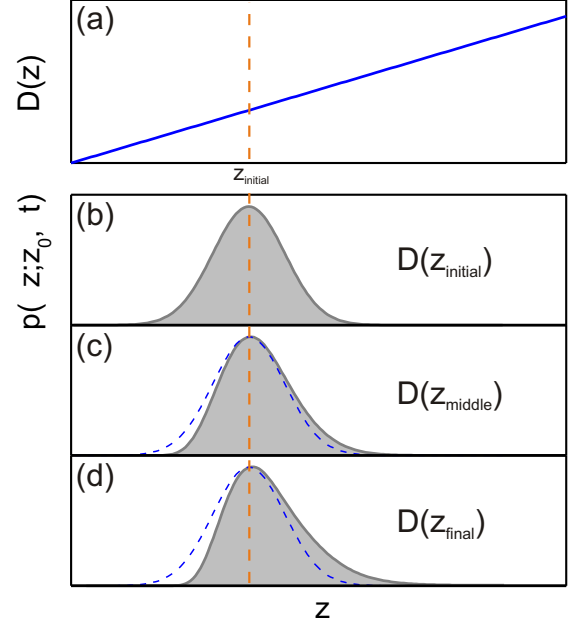 (a)
D(z)
z_initial
(b)
D(z_initial)
p( z;z_0, t)
(c)
D(z_middle)
(d)
D(z_final)
z